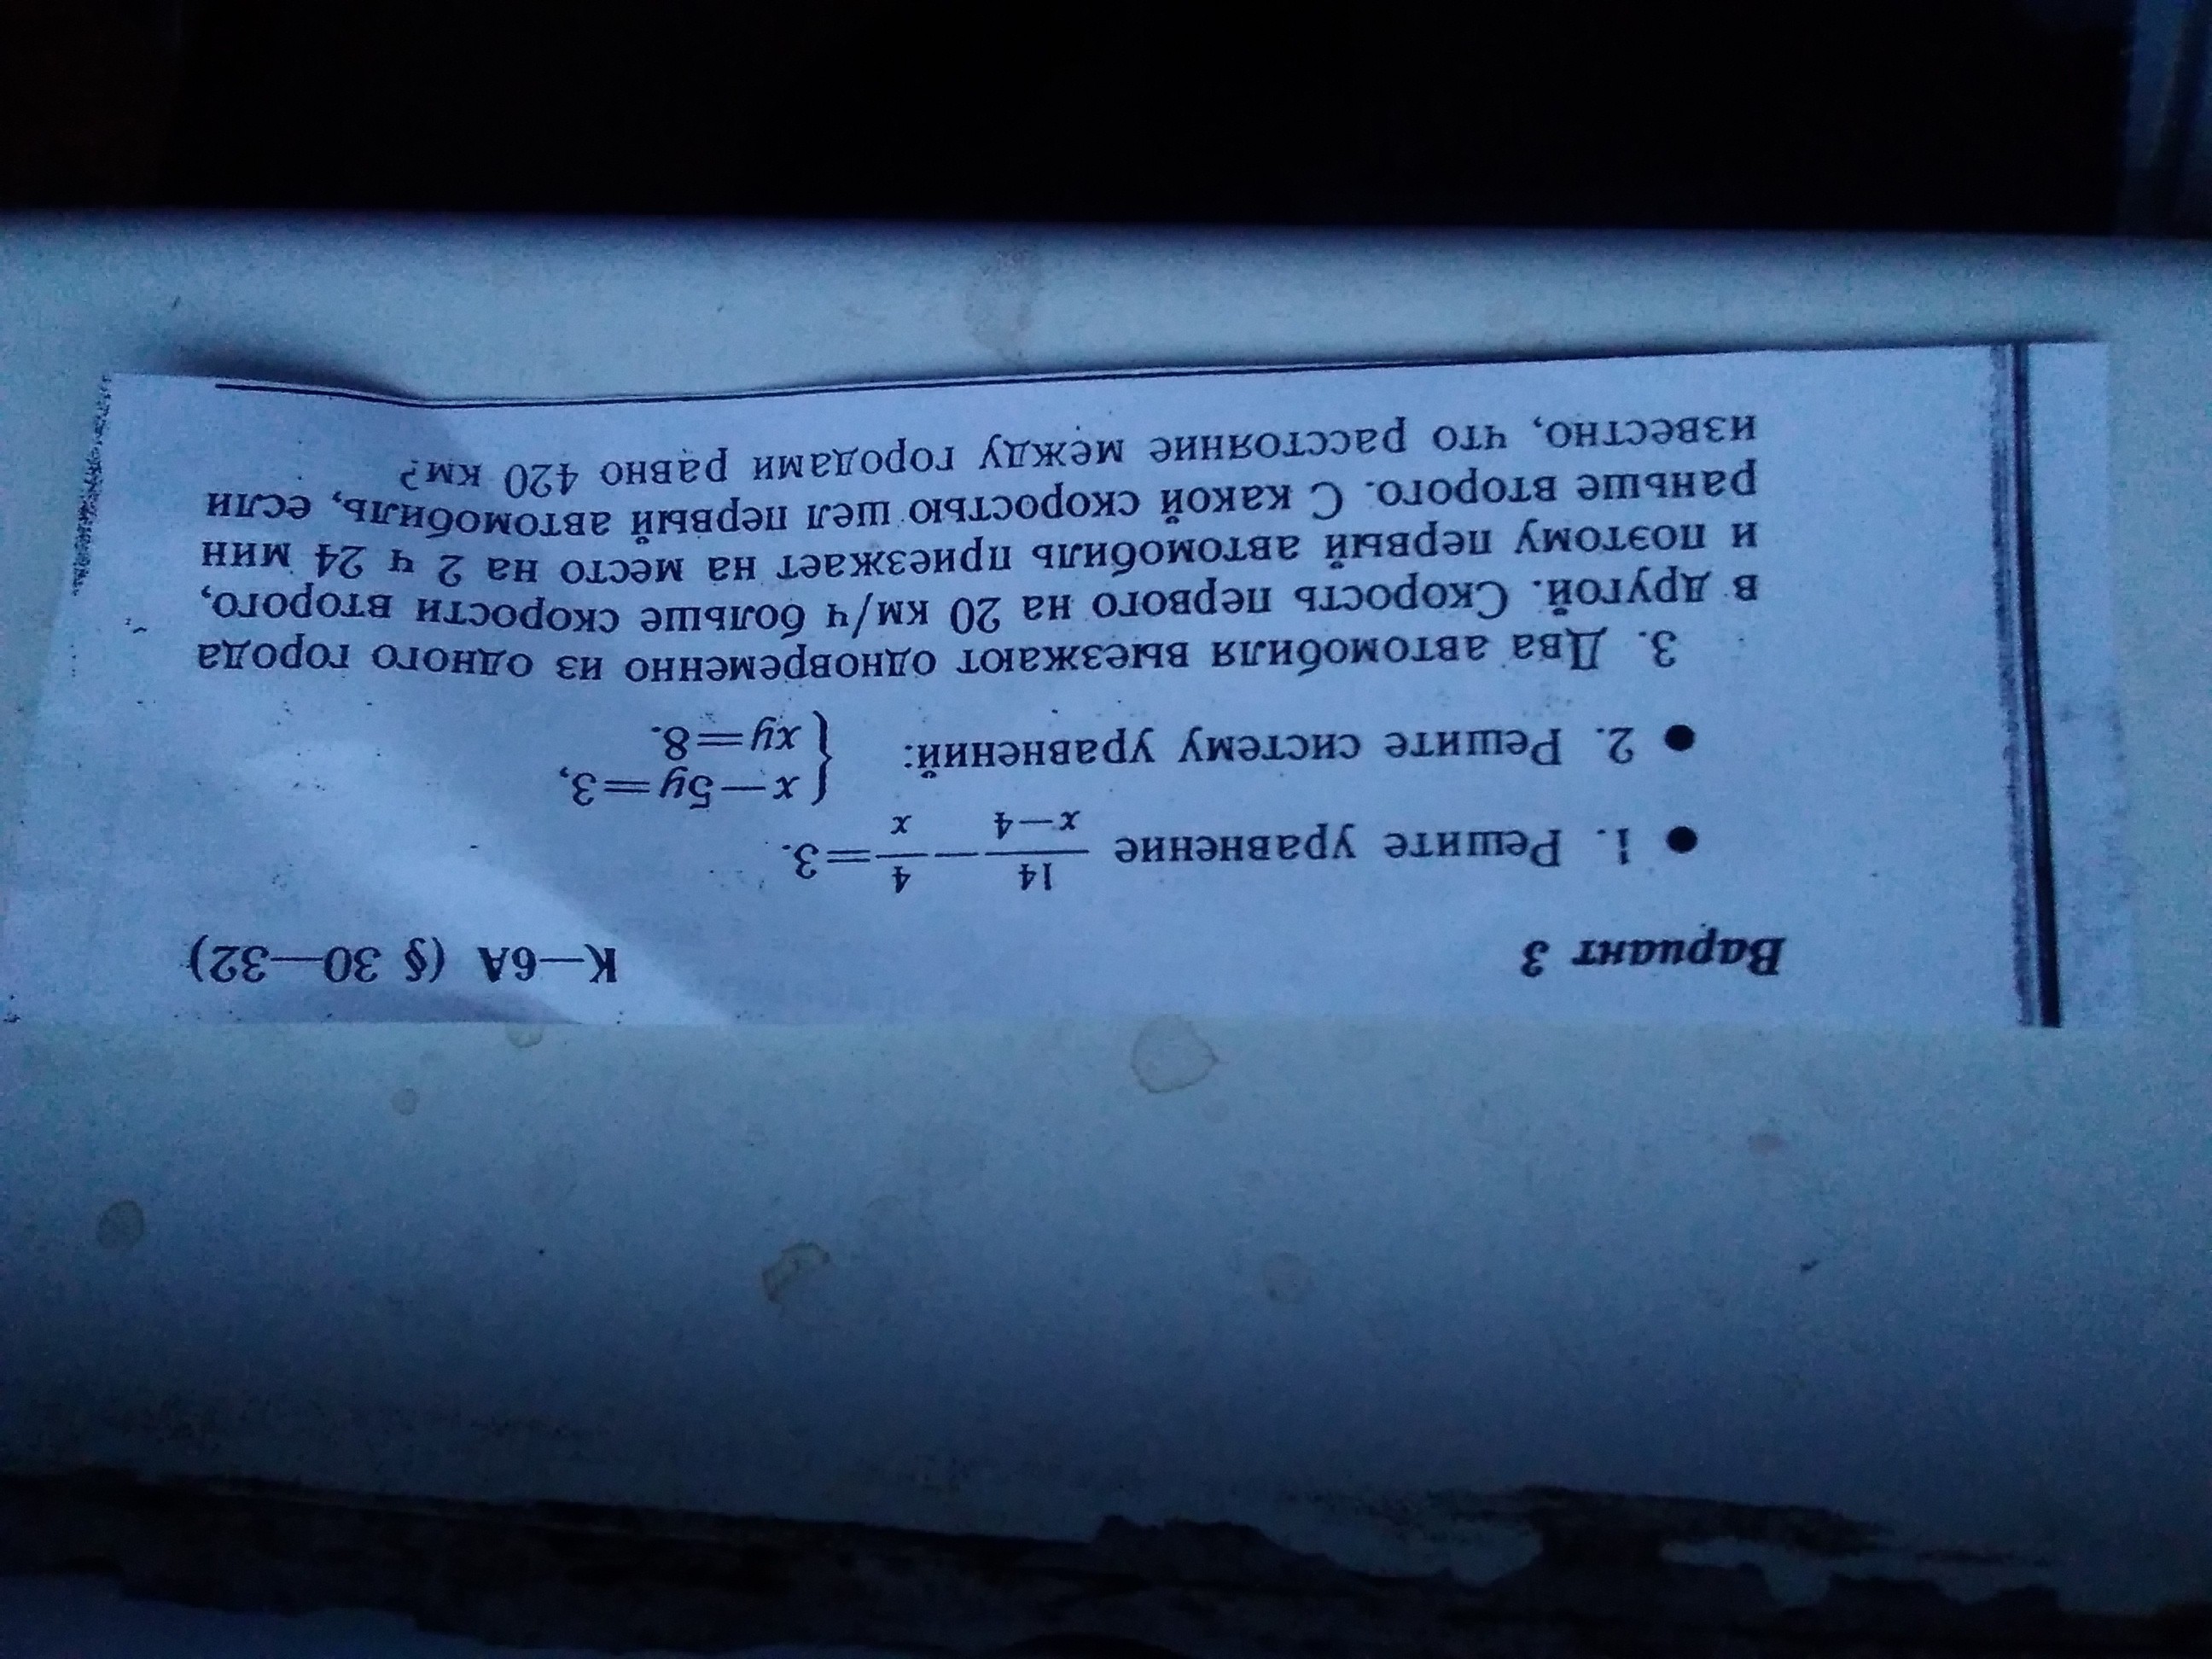 Вариант 3 К—6А (§ 30—32)
● 1. Решите уравнение 14/(x—4) — 4/x = 3.
● 2. Решите систему уравнений: { x—5y=3, xy=8.
3. Два автомобиля выезжают одновременно из одного города
в другой. Скорость первого на 20 км/ч больше скорости второго,
и поэтому первый автомобиль приезжает на место на 2 ч 24 мин
раньше второго. С какой скоростью шел первый автомобиль, если
известно, что расстояние между городами равно 420 км?